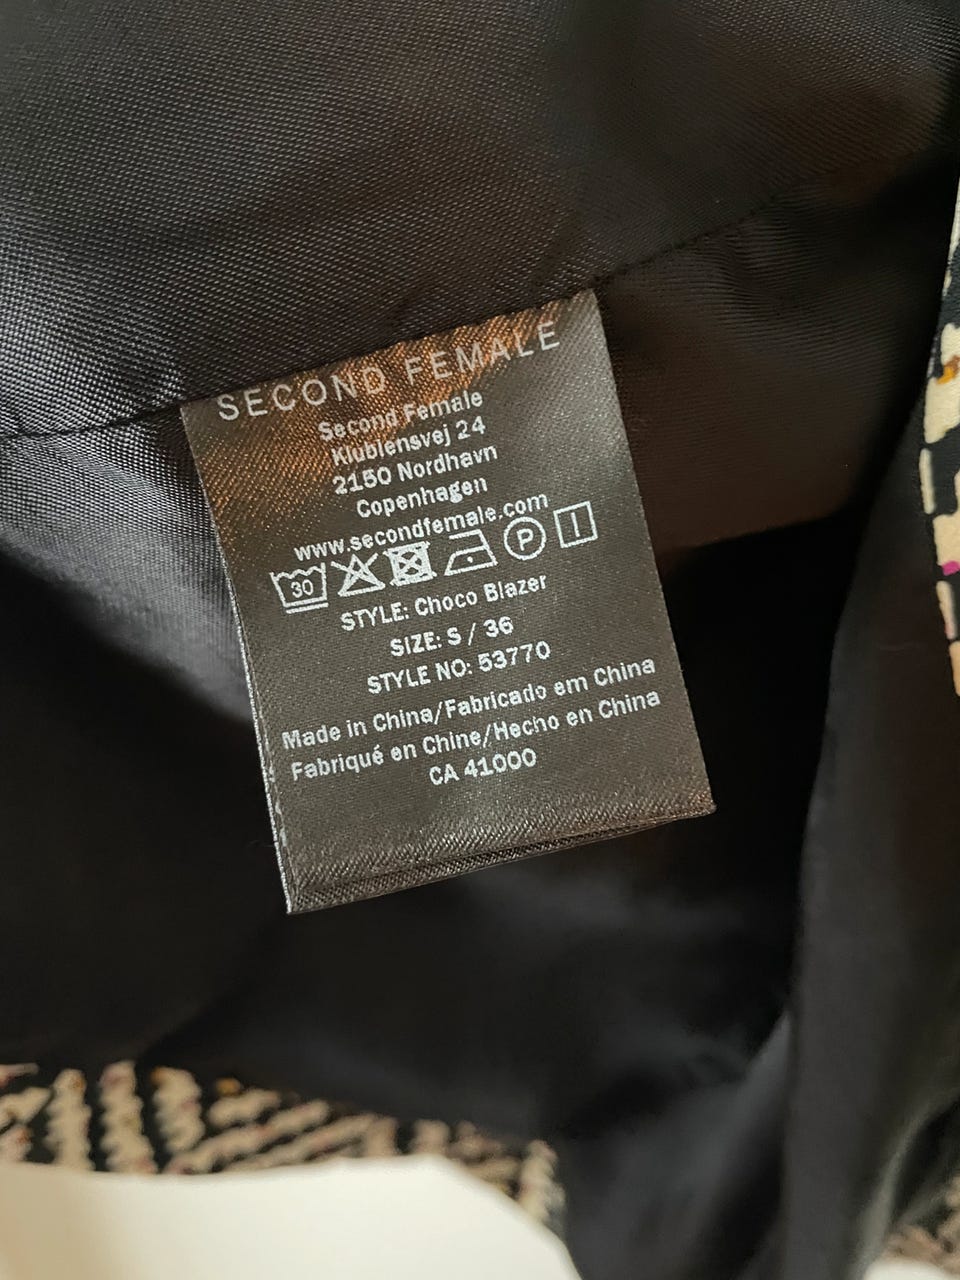 SECOND FEMALE
Second Female
Klubiensvej 24
2150 Nordhavn
Copenhagen
www.secondfemale.com
30 P
STYLE: Choco Blazer
SIZE: S / 36
STYLE NO: 53770
Made in China/Fabricado em China
Fabriqué en Chine/Hecho en China
CA 41000